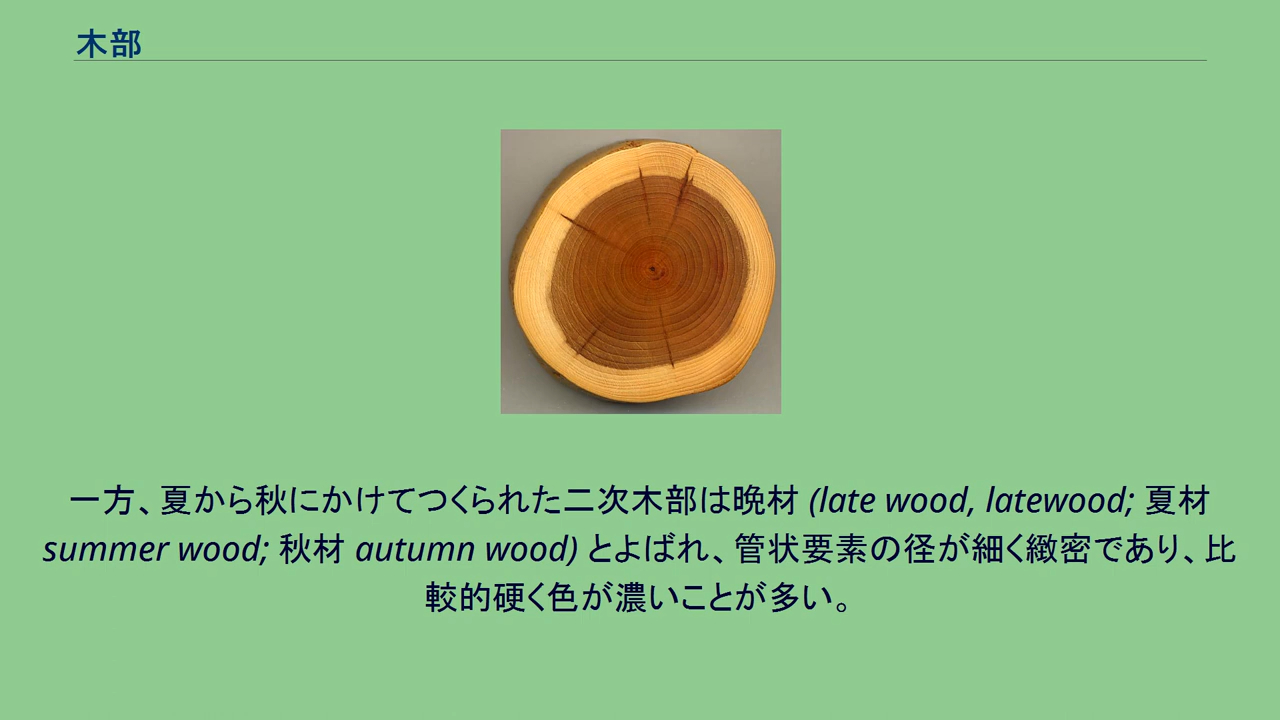 木部
一方、夏から秋にかけてつくられた二次木部は晩材 (late wood, latewood; 夏材
summer wood; 秋材 autumn wood) とよばれ、管状要素の径が細く緻密であり、比
較的硬く色が濃いことが多い。